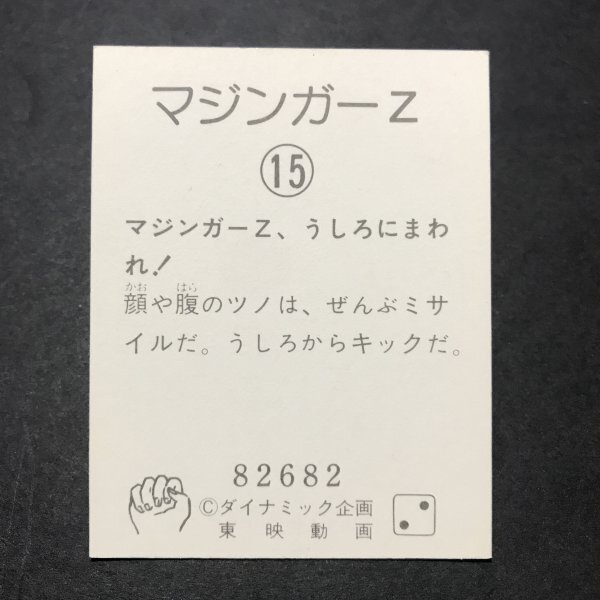 マジンガーZ
15
マジンガーZ、うしろにまわ
れ!
顔や腹のツノは、ぜんぶミサ
かお はら
イルだ。うしろからキックだ。
82682
©ダイナミック企画
東映動画